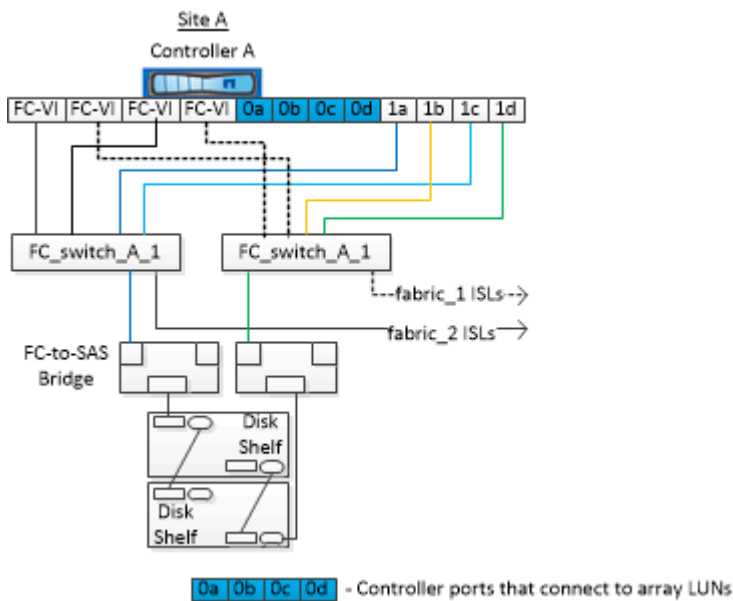 Site A
Controller A
FC-VI FC-VI FC-VI FC-VI 0a 0b 0c 0d 1a 1b 1c 1d
FC_switch_A_1 FC_switch_A_1
fabric_1 ISLs
fabric_2 ISLs
FC-to-SAS
Bridge
Disk
Shelf
Disk
Shelf
0a 0b 0c 0d - Controller ports that connect to array LUNs